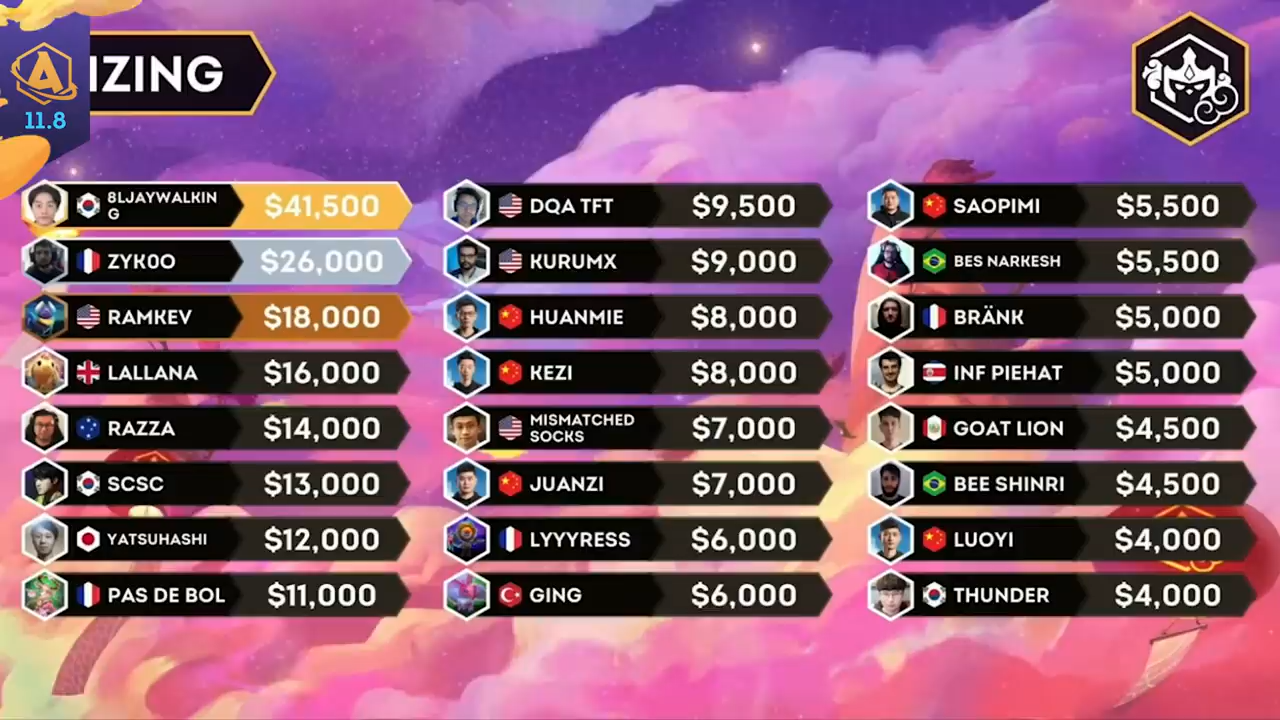 IZING
A
11.8
8LJAYWALKIN
G
$41,500
ZYK0O
$26,000
RAMKEV
$18,000
LALLANA
$16,000
RAZZA
$14,000
SCSC
$13,000
YATSUHASHI
$12,000
PAS DE BOL
$11,000
DQA TFT
$9,500
KURUMX
$9,000
HUANMIE
$8,000
KEZI
$8,000
MISMATCHED
SOCKS
$7,000
JUANZI
$7,000
LYYYRESS
$6,000
GING
$6,000
SAOPIMI
$5,500
BES NARKESH
$5,500
BRÄNK
$5,000
INF PIEHAT
$5,000
GOAT LION
$4,500
BEE SHINRI
$4,500
LUOYI
$4,000
THUNDER
$4,000